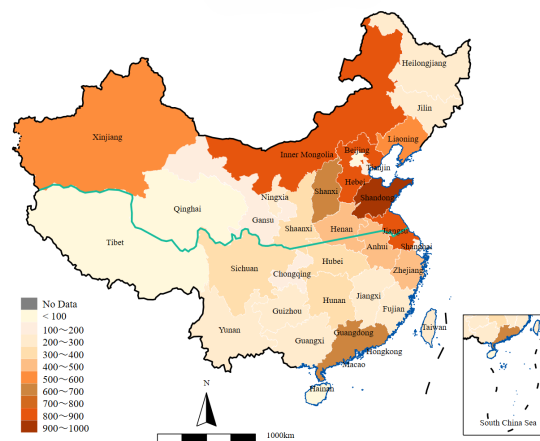 Heilongjiang
Jilin
Liaoning
Xinjiang
Inner Mongolia
Beijing
Tianjin
Hebei
Shanxi
Shandong
Ningxia
Qinghai
Gansu
Shaanxi
Henan
Jiangsu
Tibet
Anhui
Shanghai
Sichuan
Hubei
Chongqing
Zhejiang
Hunan
Jiangxi
Guizhou
Fujian
Yunan
Guangxi
Guangdong
Taiwan
Hongkong
Macao
Hainan
No Data
< 100
100～200
200～300
300～400
400～500
500～600
600～700
700～800
800～900
900～1000
N
1000km
South China Sea